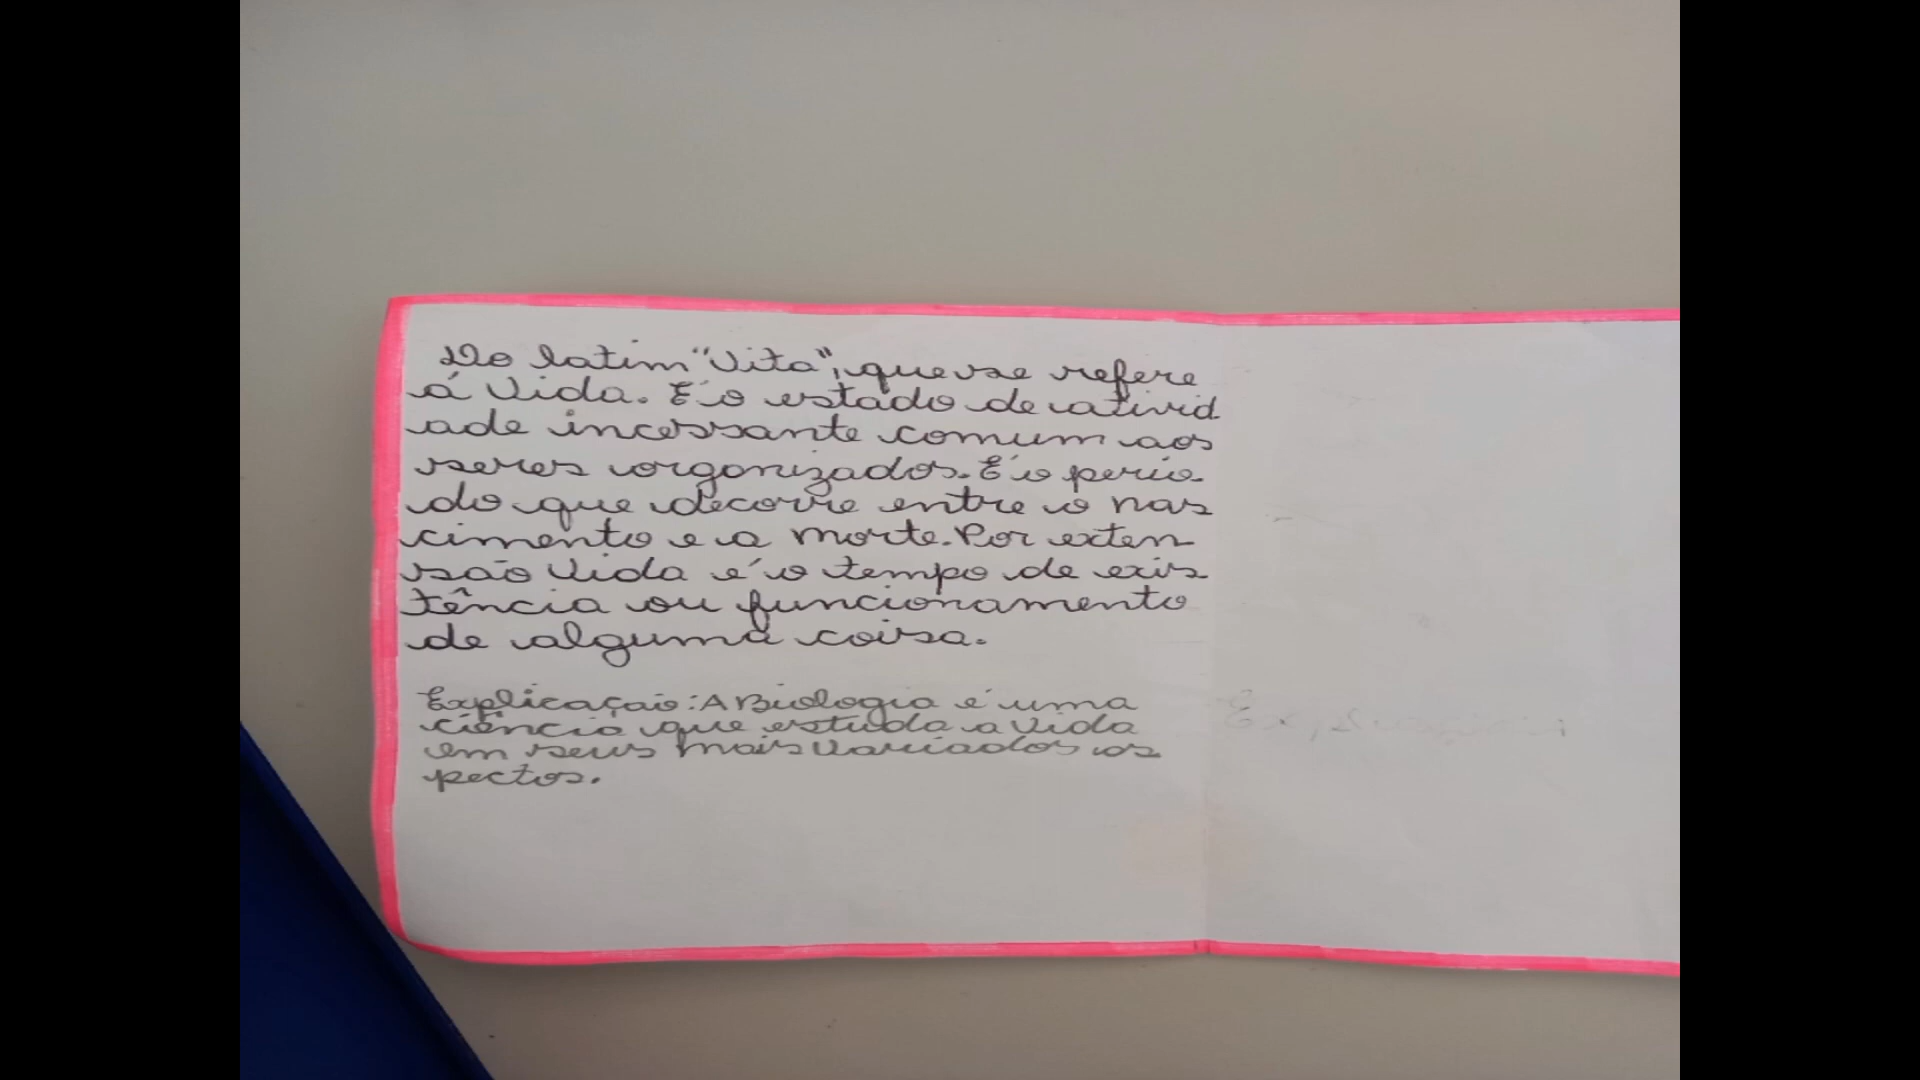 Do latim "Vita", que se refere
á Vida. É o estado de ativid
ade incessante comum aos
seres organizados. É o perío
do que decorre entre o nas
cimento e a morte. Por exten
são Vida é o tempo de exis
tência ou funcionamento
de alguma coisa.
Explicação: A Biologia é uma
ciência que estuda a Vida
em seus mais Variados as
pectos.